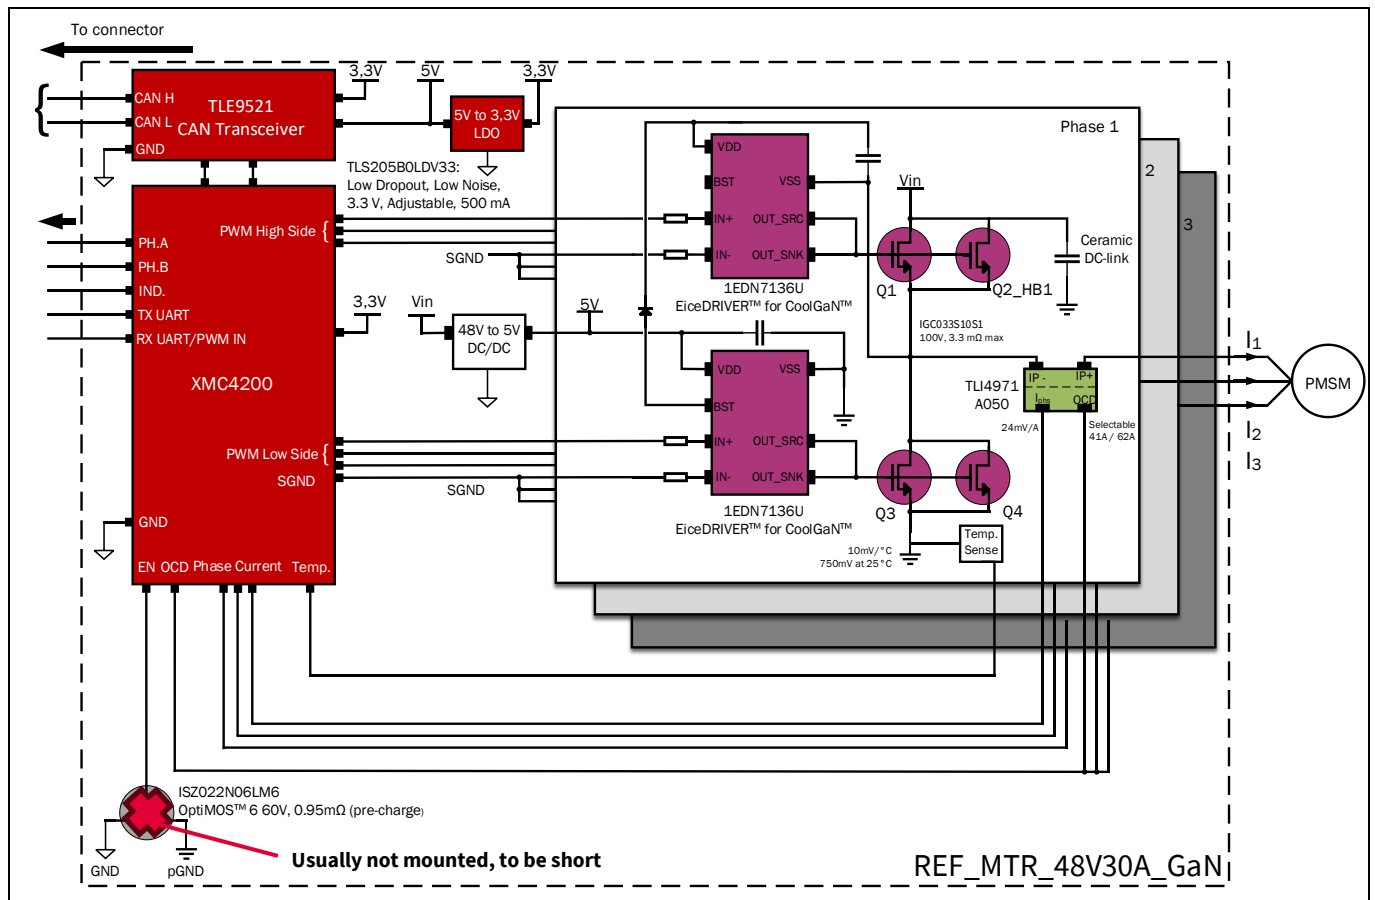 To connector
3,3V
5V
3,3V
CAN H
CAN L
GND
TLE9521
CAN Transceiver
5V to 3,3V
LDO
TLS205B0LDV33:
Low Dropout, Low Noise,
3.3 V, Adjustable, 500 mA
Phase 1
2
3
PH.A
PH.B
IND.
TX UART
RX UART/PWM IN
PWM High Side {
XMC4200
PWM Low Side {
SGND
GND
EN OCD Phase Current Temp.
SGND
3,3V
Vin
48V to 5V
DC/DC
5V
SGND
VDD
BST
VSS
IN+
OUT_SRC
IN-
OUT_SNK
1EDN7136U
EiceDRIVER™ for CoolGaN™
VDD
VSS
BST
IN+
OUT_SRC
IN-
OUT_SNK
1EDN7136U
EiceDRIVER™ for CoolGaN™
Vin
Q1
Q2_HB1
Ceramic
DC-link
IGC033S10S1
100V, 3.3 mΩ max
IP -
IP+
Iphs
OCD
TLI4971
A050
24mV/A
Selectable
41A / 62A
Q3
Q4
Temp.
Sense
10mV/°C
750mV at 25°C
I1
I2
I3
PMSM
ISZ022N06LM6
OptiMOS™ 6 60V, 0.95mΩ (pre-charge)
GND
pGND
Usually not mounted, to be short
REF_MTR_48V30A_GaN